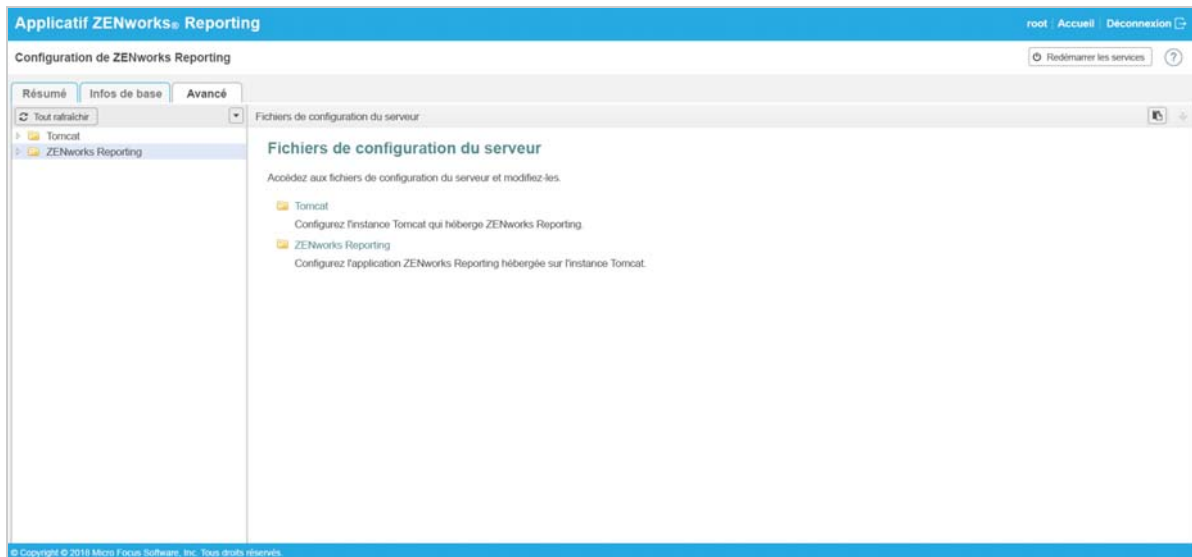 Applicatif ZENworks® Reporting
root Accueil Déconnexion
Configuration de ZENworks Reporting
Redémarrer les services ?
Résumé Infos de base Avancé
Tout rafraîchir
Fichiers de configuration du serveur
Tomcat
ZENworks Reporting
Fichiers de configuration du serveur
Accédez aux fichiers de configuration du serveur et modifiez-les.
Tomcat
Configurez l'instance Tomcat qui héberge ZENworks Reporting.
ZENworks Reporting
Configurez l'application ZENworks Reporting hébergée sur l'instance Tomcat.
© Copyright © 2018 Micro Focus Software, Inc. Tous droits réservés.